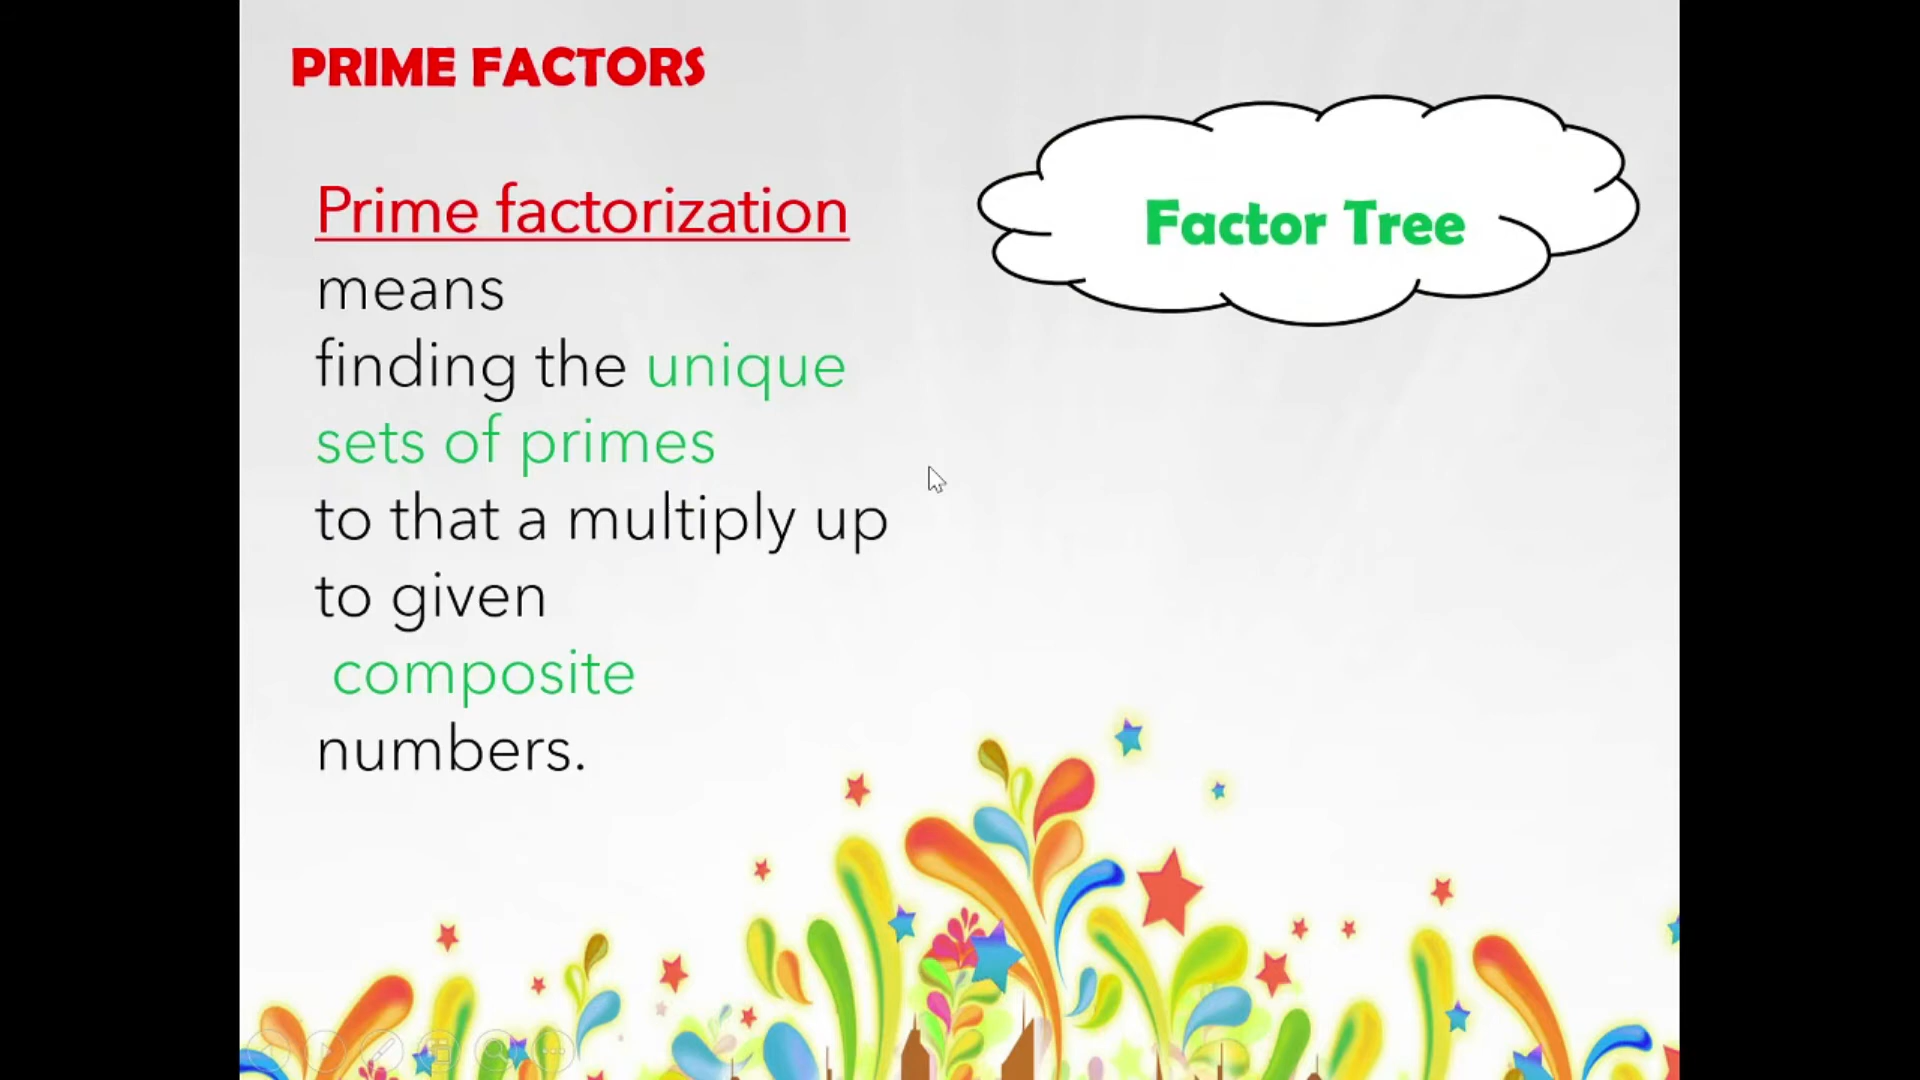 PRIME FACTORS
Factor Tree
Prime factorization
means
finding the unique
sets of primes
to that a multiply up
to given
composite
numbers.